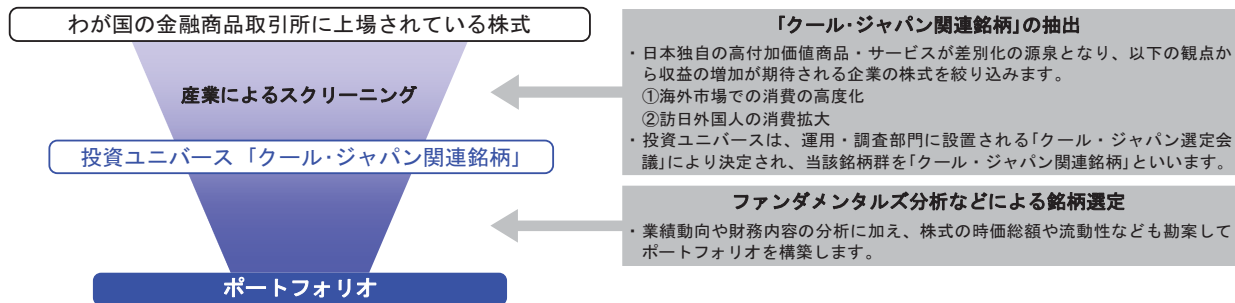 わが国の金融商品取引所に上場されている株式
産業によるスクリーニング
投資ユニバース「クール・ジャパン関連銘柄」
ポートフォリオ
「クール・ジャパン関連銘柄」の抽出
・日本独自の高付加価値商品・サービスが差別化の源泉となり、以下の観点か
ら収益の増加が期待される企業の株式を絞り込みます。
①海外市場での消費の高度化
②訪日外国人の消費拡大
・投資ユニバースは、運用・調査部門に設置される「クール・ジャパン選定会
議」により決定され、当該銘柄群を「クール・ジャパン関連銘柄」といいます。
ファンダメンタルズ分析などによる銘柄選定
・業績動向や財務内容の分析に加え、株式の時価総額や流動性なども勘案して
ポートフォリオを構築します。